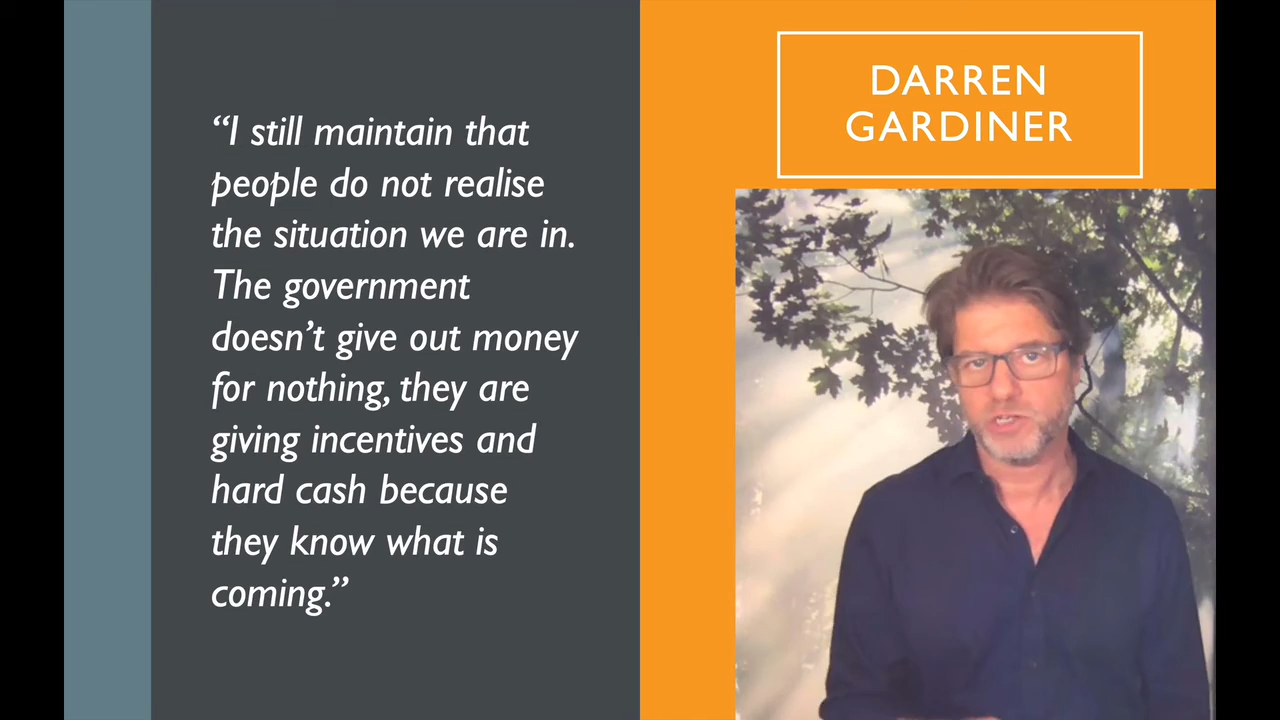 “I still maintain that
people do not realise
the situation we are in.
The government
doesn’t give out money
for nothing, they are
giving incentives and
hard cash because
they know what is
coming.”
DARREN
GARDINER